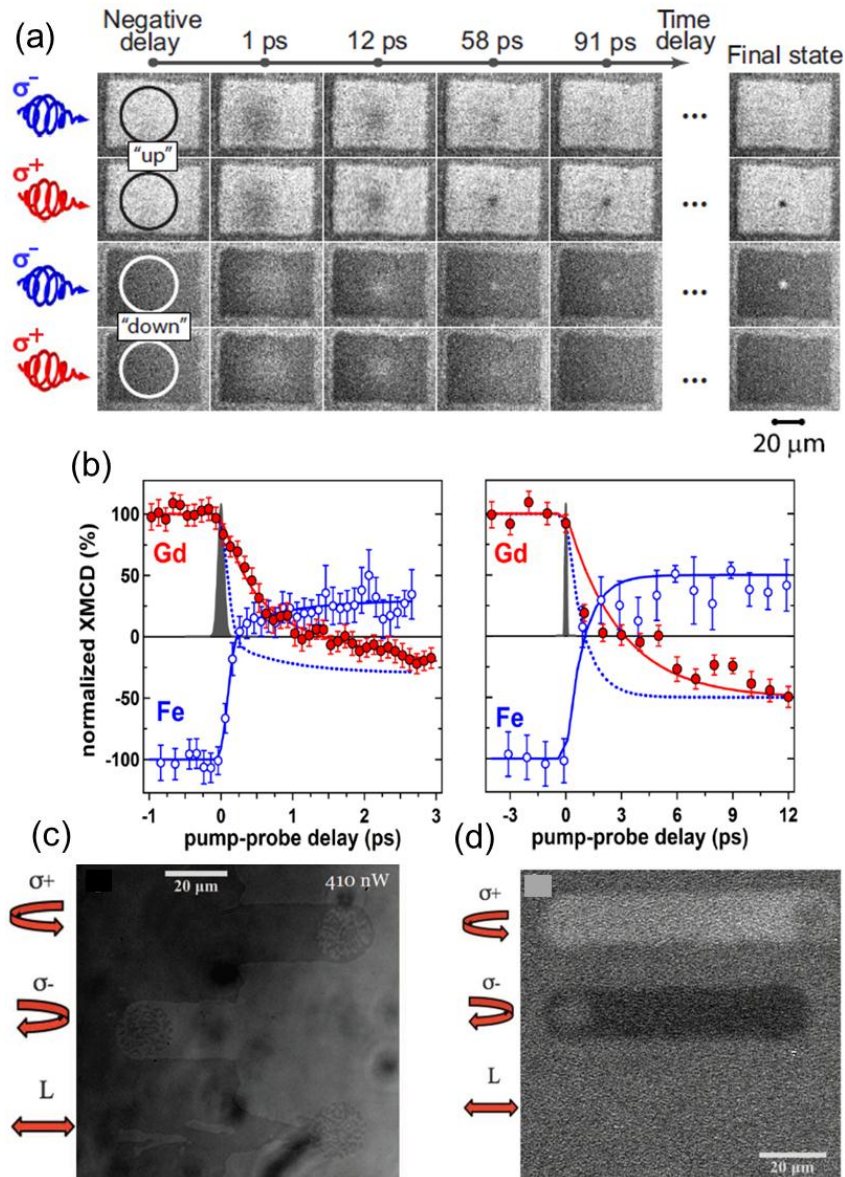 (a)
Negative delay 1 ps 12 ps 58 ps 91 ps Time delay Final state
σ-
"up"
σ+
σ-
"down"
σ+
...
...
...
...
20 μm
(b)
normalized XMCD (%)
100
50
0
-50
-100
Gd
Fe
-1 0 1 2 3
pump-probe delay (ps)
Gd
Fe
-3 0 3 6 9 12
pump-probe delay (ps)
(c)
20 μm
410 nW
σ+
σ-
L
(d)
σ+
σ-
L
20 μm